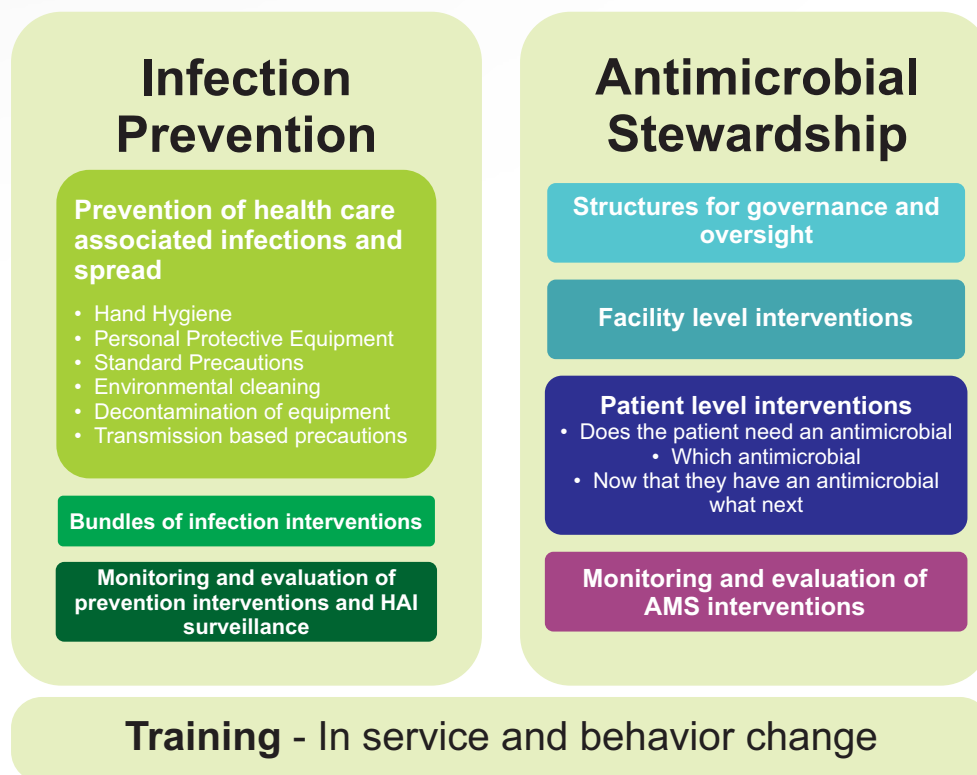 Infection
Prevention
Prevention of health care
associated infections and
spread
• Hand Hygiene
• Personal Protective Equipment
• Standard Precautions
• Environmental cleaning
• Decontamination of equipment
• Transmission based precautions
Bundles of infection interventions
Monitoring and evaluation of
prevention interventions and HAI
surveillance
Antimicrobial
Stewardship
Structures for governance and
oversight
Facility level interventions
Patient level interventions
• Does the patient need an antimicrobial
• Which antimicrobial
• Now that they have an antimicrobial
what next
Monitoring and evaluation of
AMS interventions
Training - In service and behavior change